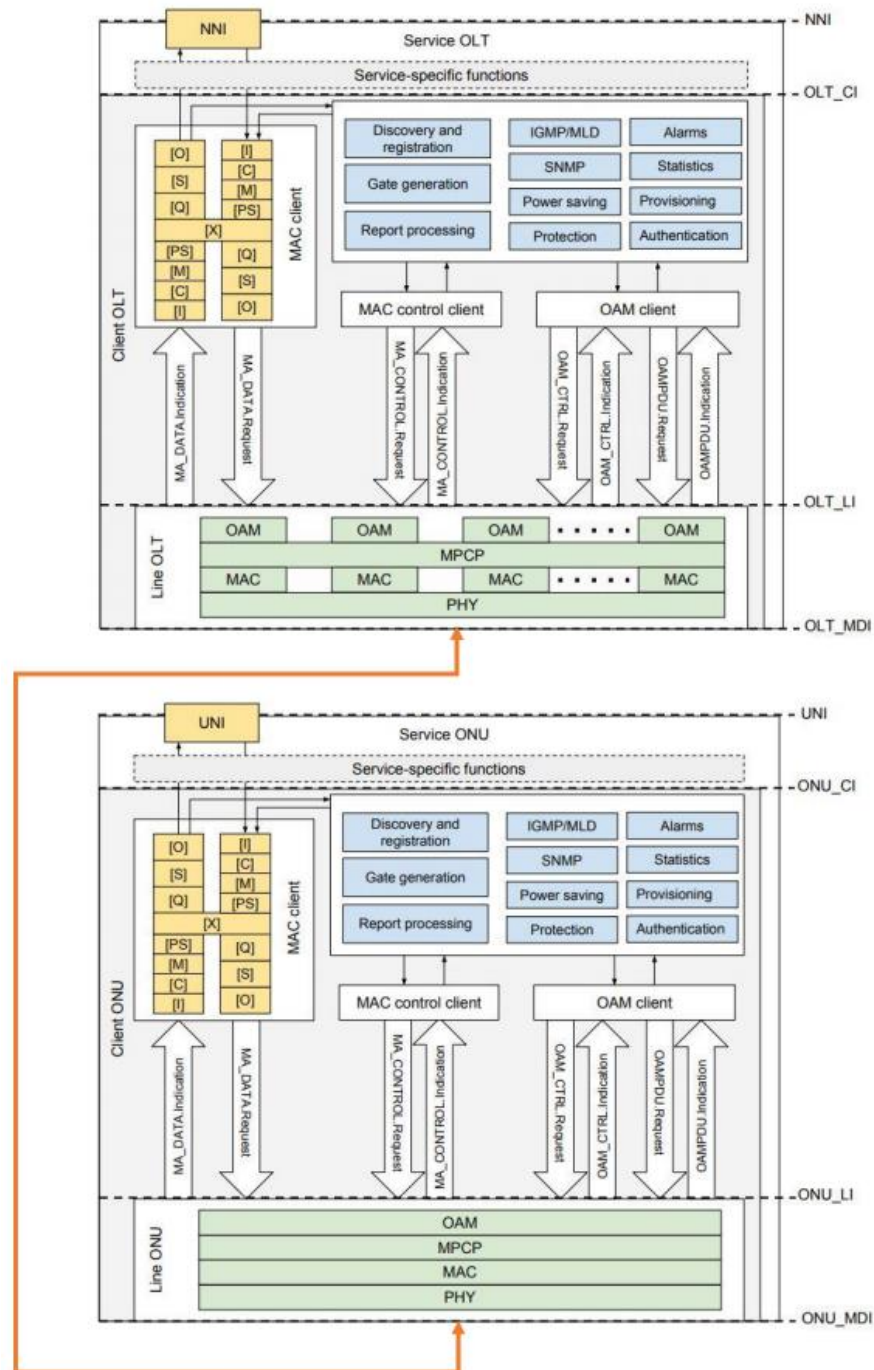 NNI
NNI
Service OLT
Service-specific functions
OLT_CI
[O]
[S]
[Q]
[X]
[PS]
[M]
[C]
[I]
[I]
[C]
[M]
[PS]
[Q]
[S]
[O]
MAC client
Discovery and
registration
Gate generation
Report processing
IGMP/MLD
SNMP
Power saving
Protection
Alarms
Statistics
Provisioning
Authentication
Client OLT
MAC control client
OAM client
MA_DATA.Indication
MA_DATA.Request
MA_CONTROL.Request
MA_CONTROL.Indication
OAM_CTRL.Request
OAM_CTRL.Indication
OAMPDU.Request
OAMPDU.Indication
OLT_LI
Line OLT
OAM OAM OAM OAM
MPCP
MAC MAC MAC MAC
PHY
OLT_MDI
UNI
UNI
Service ONU
Service-specific functions
ONU_CI
[O]
[S]
[Q]
[X]
[PS]
[M]
[C]
[I]
[I]
[C]
[M]
[PS]
[Q]
[S]
[O]
MAC client
Discovery and
registration
Gate generation
Report processing
IGMP/MLD
SNMP
Power saving
Protection
Alarms
Statistics
Provisioning
Authentication
Client ONU
MAC control client
OAM client
MA_DATA.Indication
MA_DATA.Request
MA_CONTROL.Request
MA_CONTROL.Indication
OAM_CTRL.Request
OAM_CTRL.Indication
OAMPDU.Request
OAMPDU.Indication
ONU_LI
Line ONU
OAM
MPCP
MAC
PHY
ONU_MDI